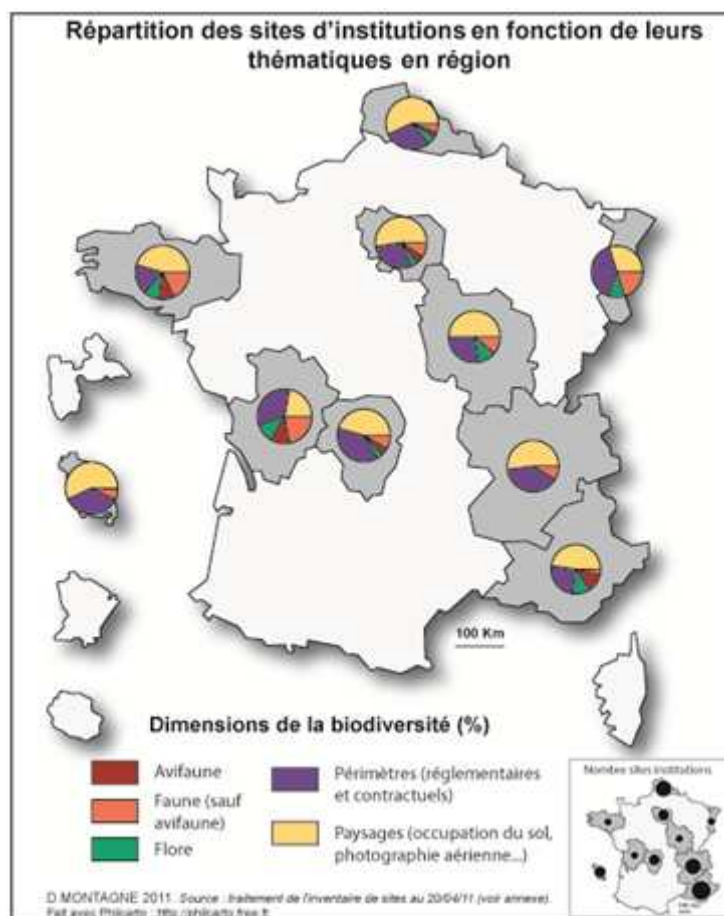 Répartition des sites d'institutions en fonction de leurs
thématiques en région
100 Km
Dimensions de la biodiversité (%)
Avifaune
Faune (sauf
avifaune)
Flore
Périmètres (réglementaires
et contractuels)
Paysages (occupation du sol,
photographie aérienne...)
Nombre sites institutions
D.MONTAGNE 2011. Source : traitement de l'inventaire de sites au 20/04/11 (voir annexe).
Fait avec Philcarto : http://philcarto.free.fr